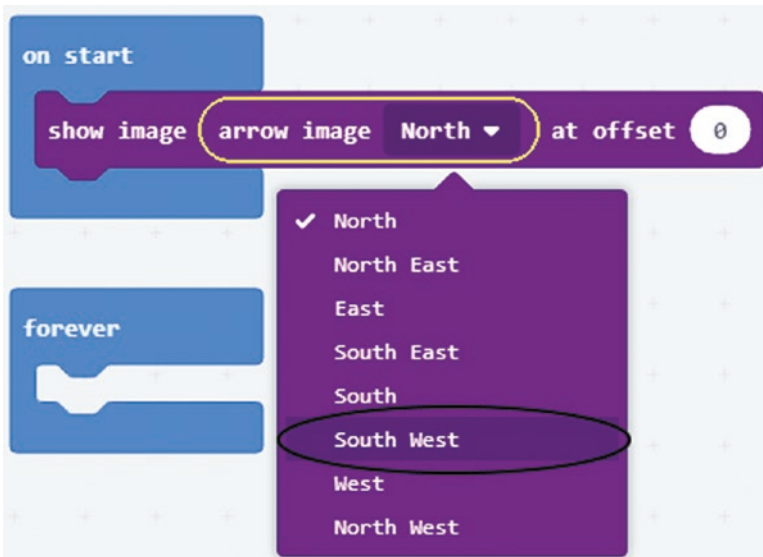 on start
show image arrow image North at offset 0
North
North East
East
South East
South
South West
West
North West
forever